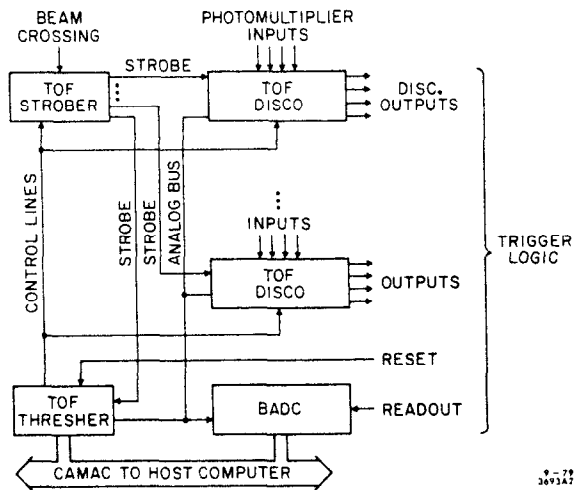 BEAM
CROSSING
PHOTOMULTIPLIER
INPUTS
STROBE
TOF
STROBER
TOF
DISCO
DISC.
OUTPUTS
CONTROL LINES
STROBE
STROBE
ANALOG BUS
INPUTS
TOF
DISCO
OUTPUTS
TRIGGER
LOGIC
RESET
TOF
THRESHER
BADC
READOUT
CAMAC TO HOST COMPUTER
9-79
3693A2